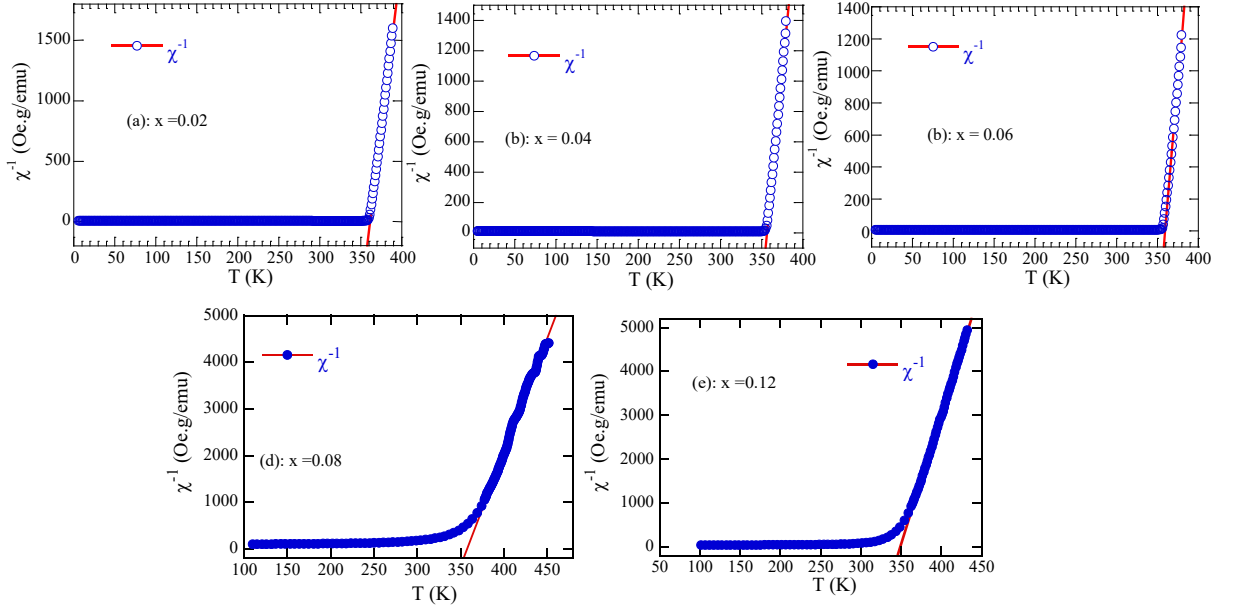 1500
1000
500
0
χ⁻¹ (Oe.g/emu)
χ⁻¹
(a): x =0.02
0 50 100 150 200 250 300 350 400
T (K)
1400
1200
1000
800
600
400
200
0
χ⁻¹ (Oe.g/emu)
χ⁻¹
(b): x = 0.04
0 50 100 150 200 250 300 350 400
T (K)
1400
1200
1000
800
600
400
200
0
χ⁻¹ (Oe.g/emu)
χ⁻¹
(b): x = 0.06
0 50 100 150 200 250 300 350 400
T (K)
5000
4000
3000
2000
1000
0
χ⁻¹ (Oe.g/emu)
χ⁻¹
(d): x =0.08
100 150 200 250 300 350 400 450
T (K)
5000
4000
3000
2000
1000
0
χ⁻¹ (Oe.g/emu)
χ⁻¹
(e): x =0.12
50 100 150 200 250 300 350 400 450
T (K)